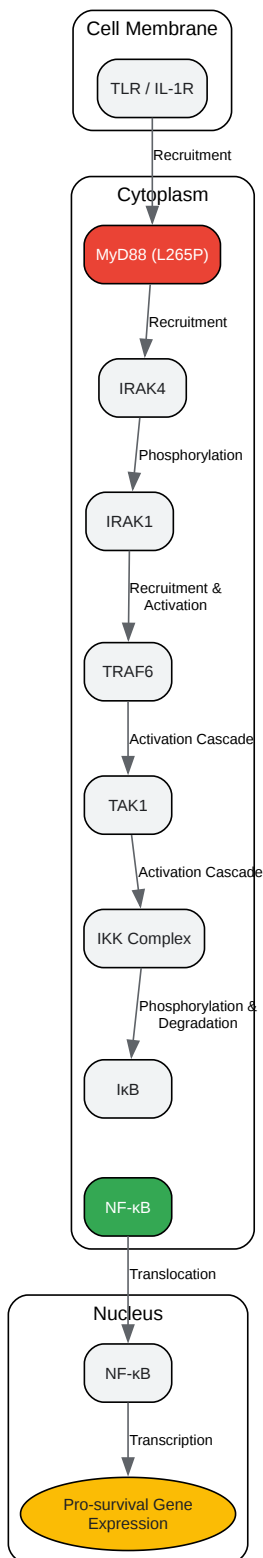 Cell Membrane
TLR / IL-1R
Recruitment
Cytoplasm
MyD88 (L265P)
Recruitment
IRAK4
Phosphorylation
IRAK1
Recruitment &
Activation
TRAF6
Activation Cascade
TAK1
Activation Cascade
IKK Complex
Phosphorylation &
Degradation
IκB
NF-κB
Translocation
Nucleus
NF-κB
Transcription
Pro-survival Gene
Expression